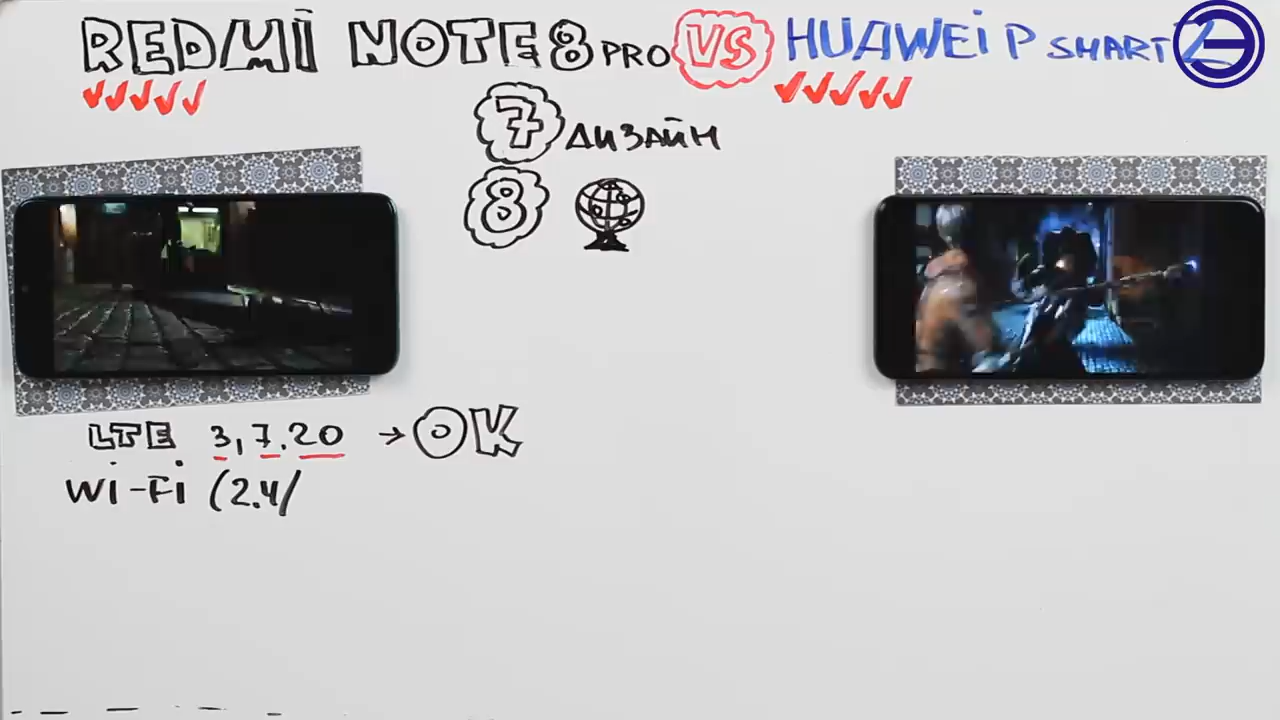 REDMI NOTE 8 PRO VS HUAWEI P SMART Z
7 ДИЗАЙН
8
LTE 3, 7. 20 → OK
Wi-Fi (2.4/